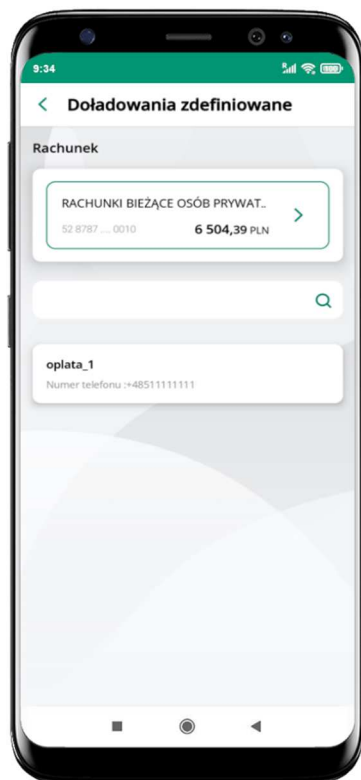 9:34
R
100
Doładowania zdefiniowane
Rachunek
RACHUNKI BIEŻĄCE OSÓB PRYWAT..
52 8787 .... 0010 6 504,39 PLN
oplata_1
Numer telefonu :+48511111111